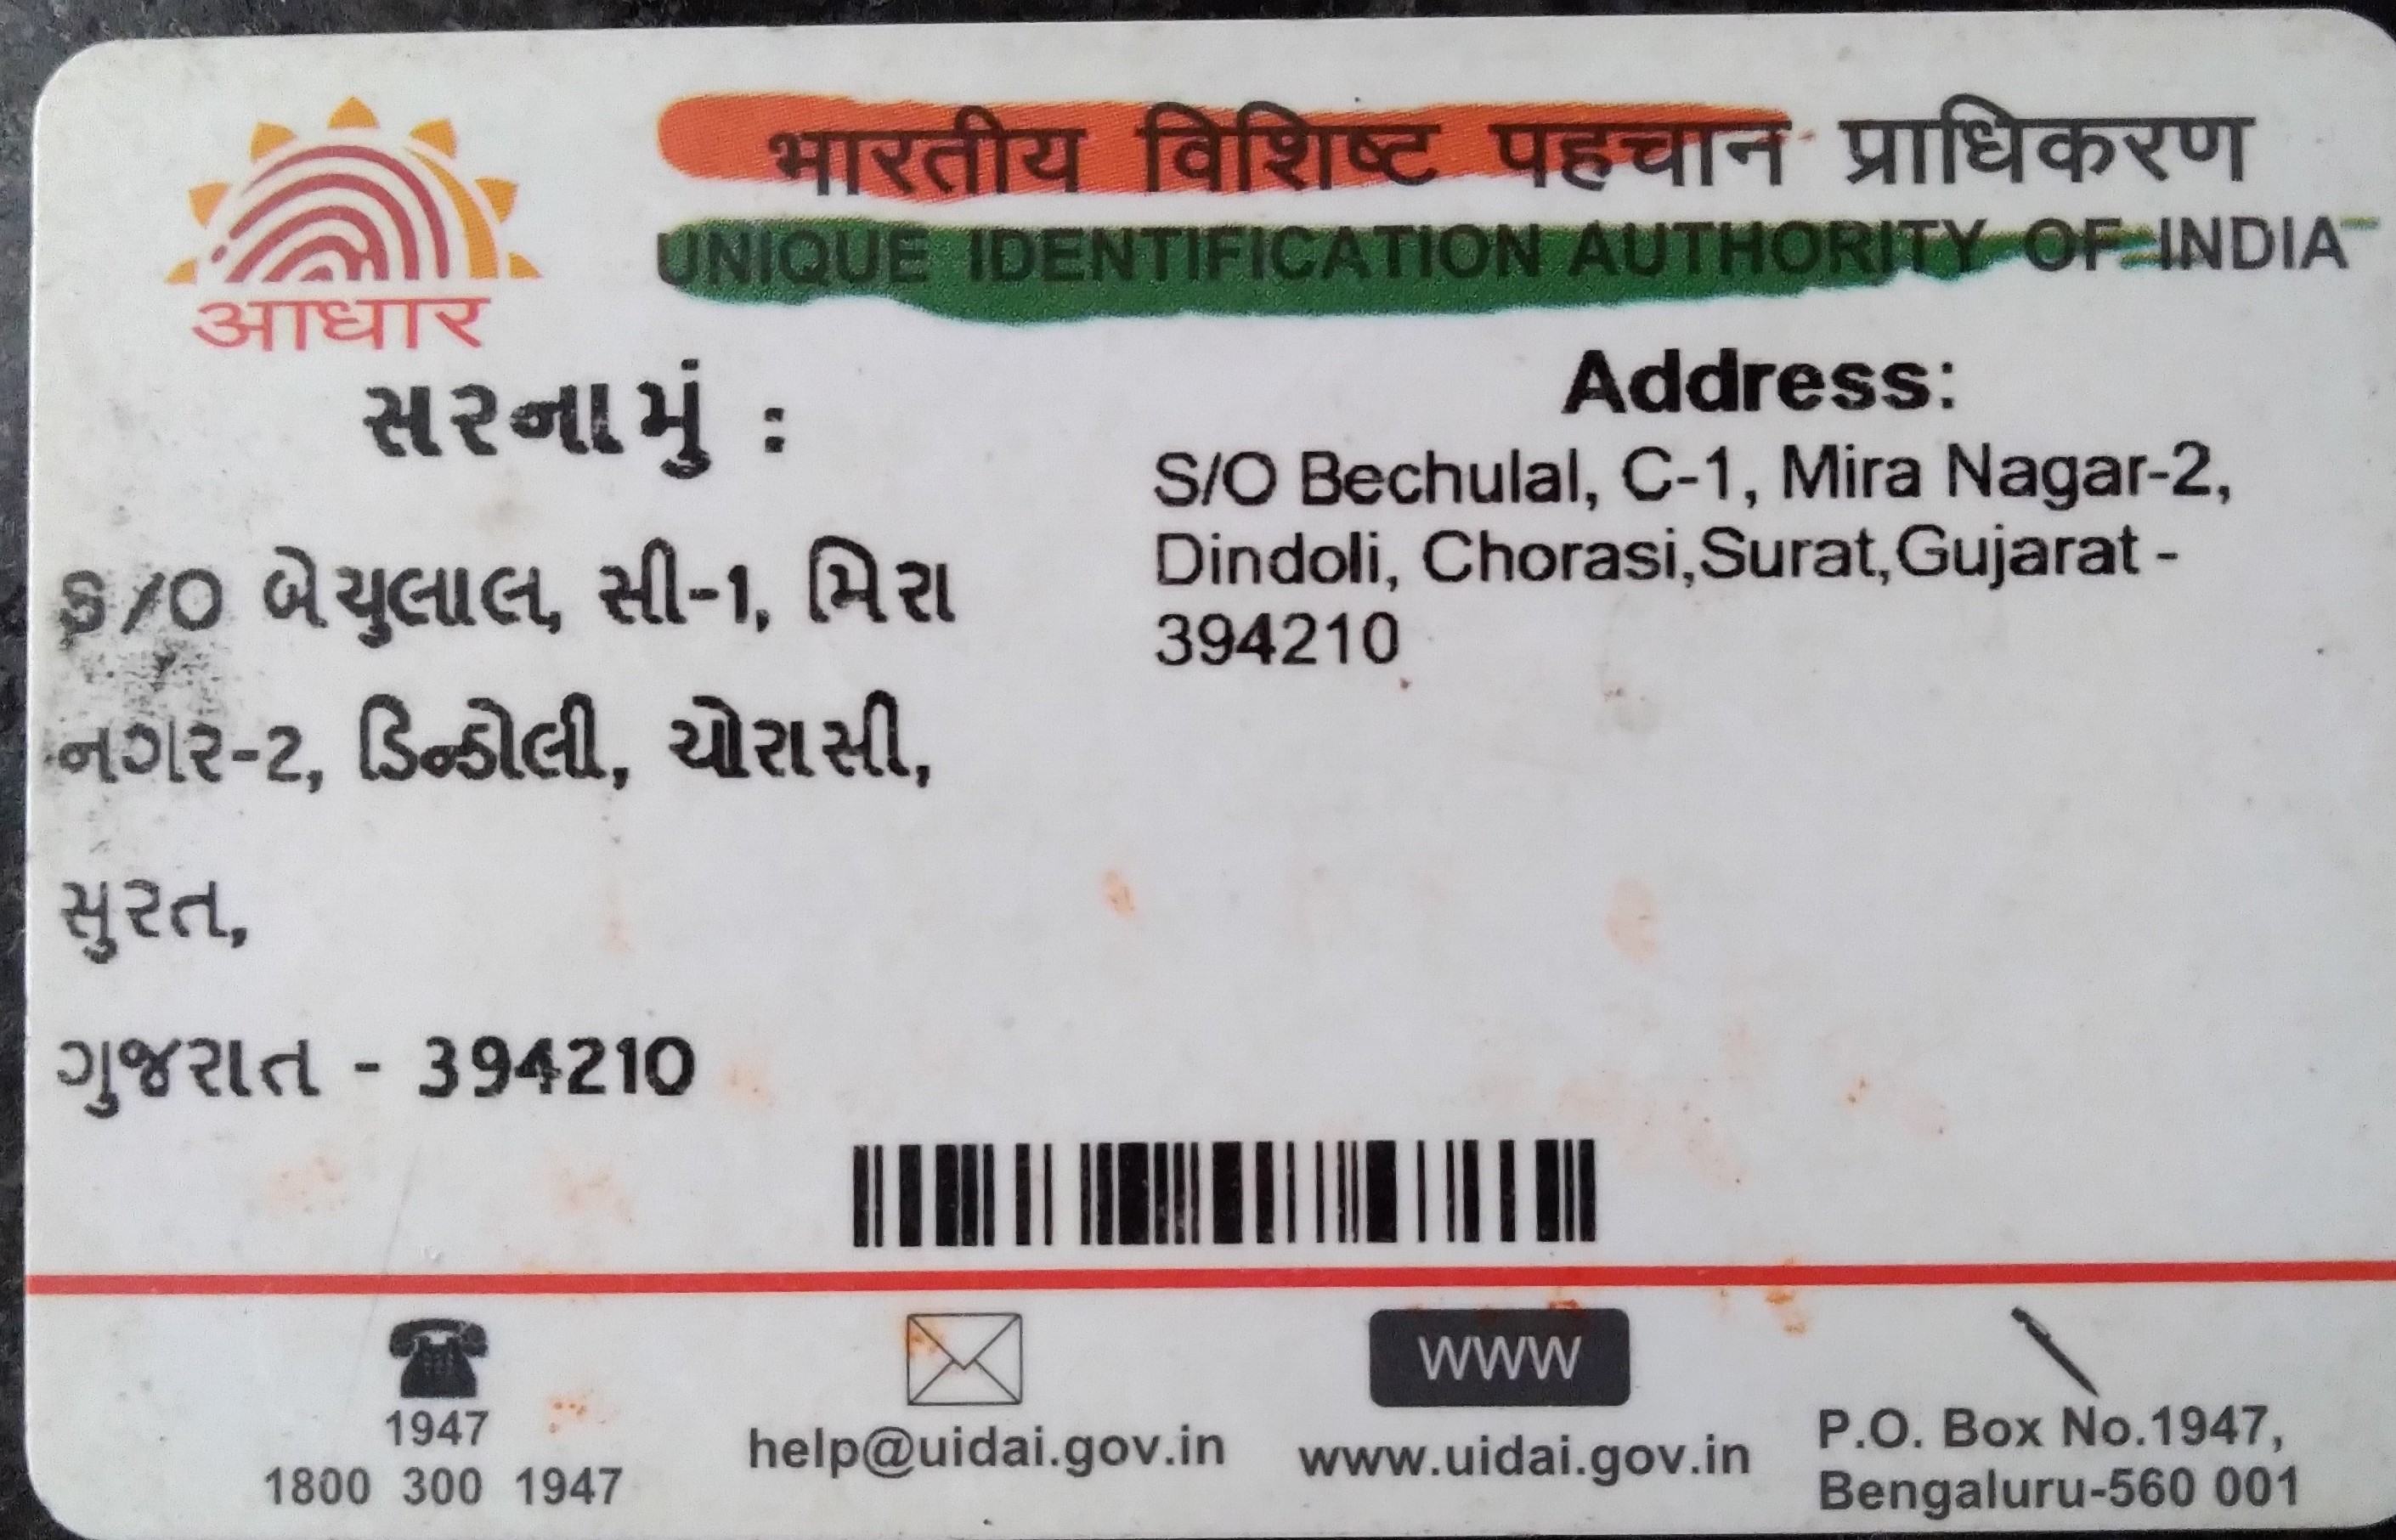 भारतीय विशिष्ट पहचान प्राधिकरण
UNIQUE IDENTIFICATION AUTHORITY OF INDIA
आधार
સરનામું :
S/O બેચુલાલ, સી-1, મિરા
નગર-2, ડિન્ડોલી, ચોરાસી,
સુરત,
ગુજરાત - 394210
Address:
S/O Bechulal, C-1, Mira Nagar-2,
Dindoli, Chorasi,Surat,Gujarat -
394210
1947
1800 300 1947
help@uidai.gov.in
WWW
www.uidai.gov.in
P.O. Box No.1947,
Bengaluru-560 001